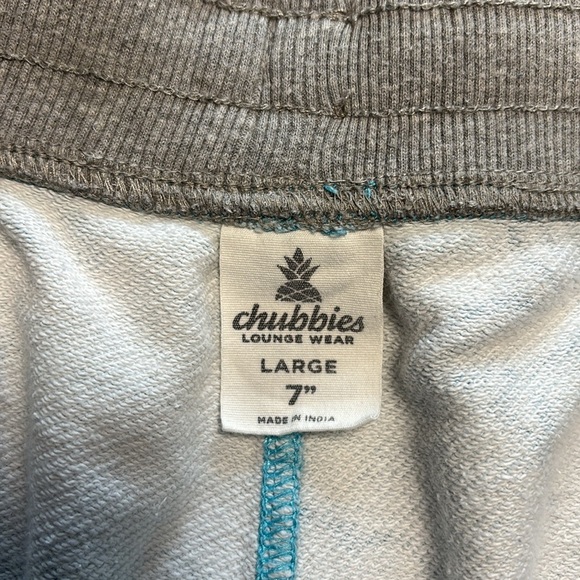 chubbies
LOUNGE WEAR
LARGE
7”
MADE IN INDIA